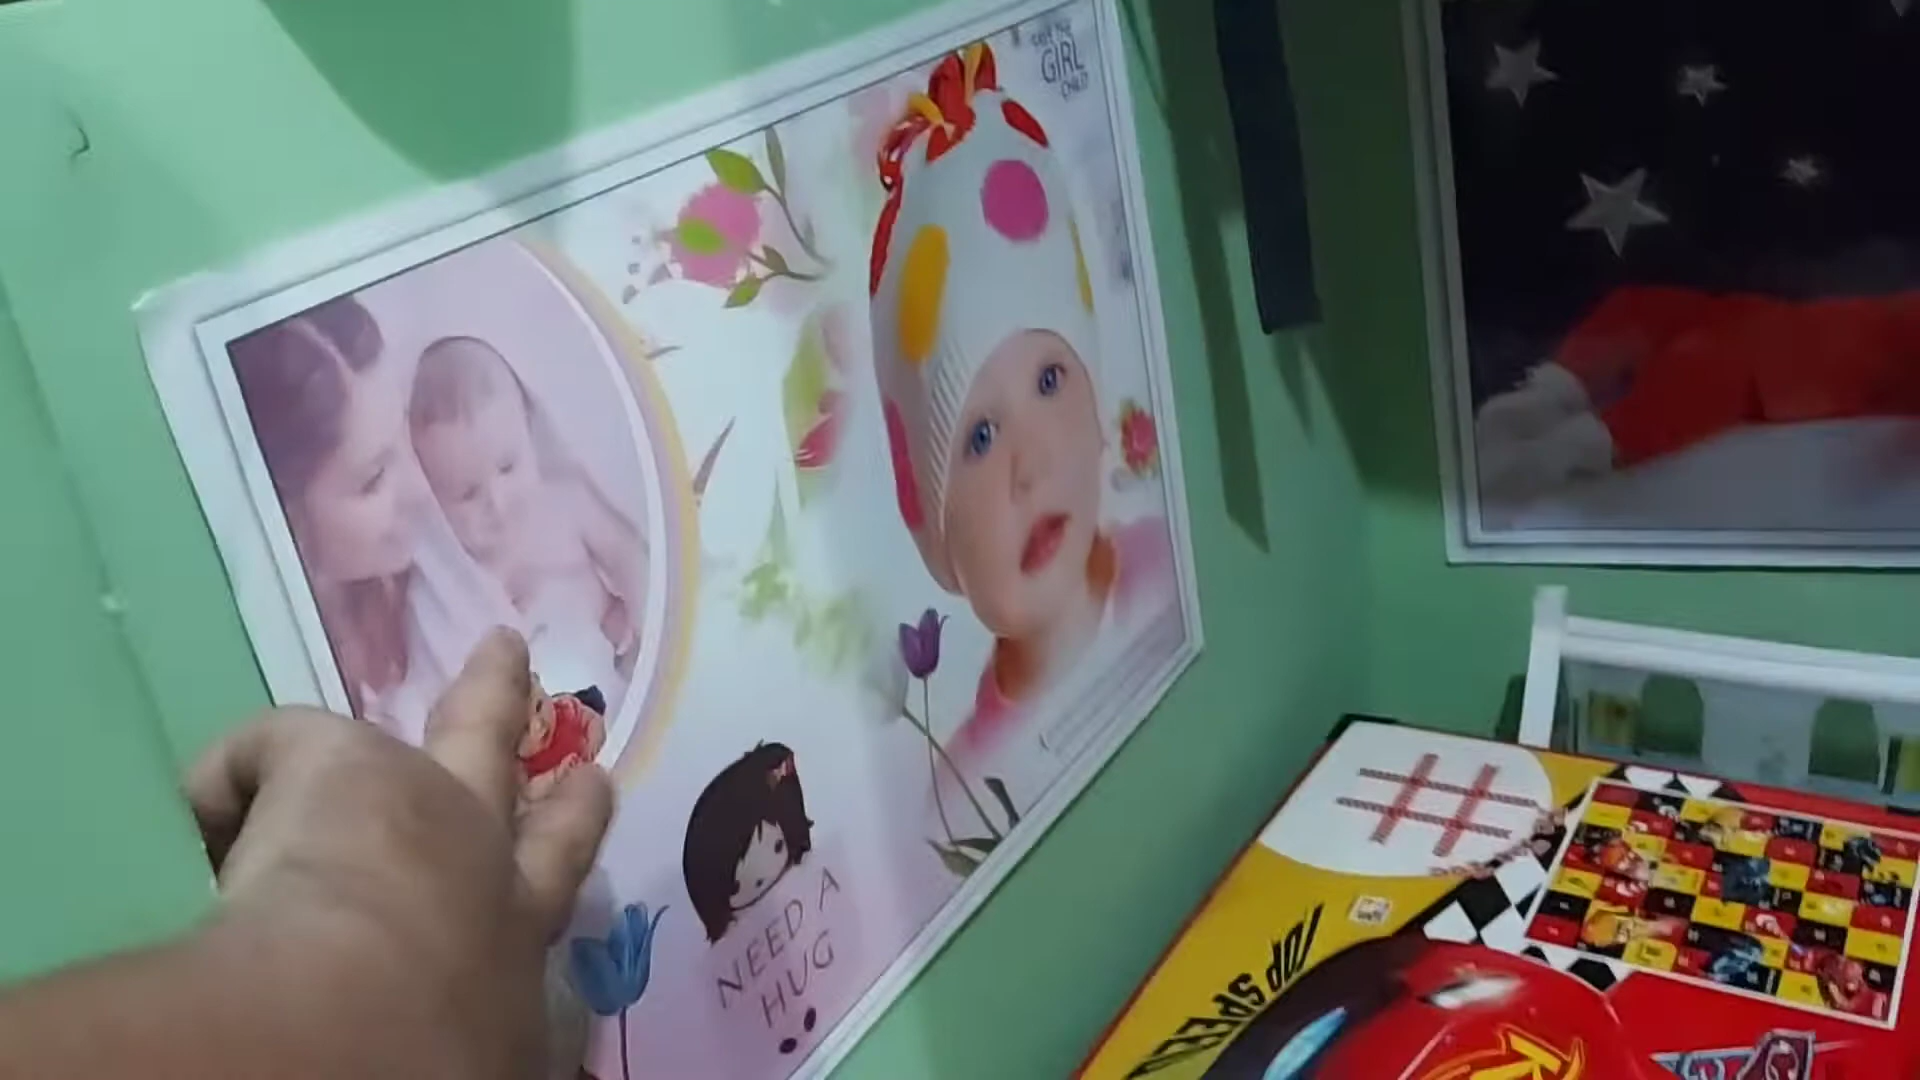 save the
GIRL
CHILD
NEED A
HUG
TOP SPEED